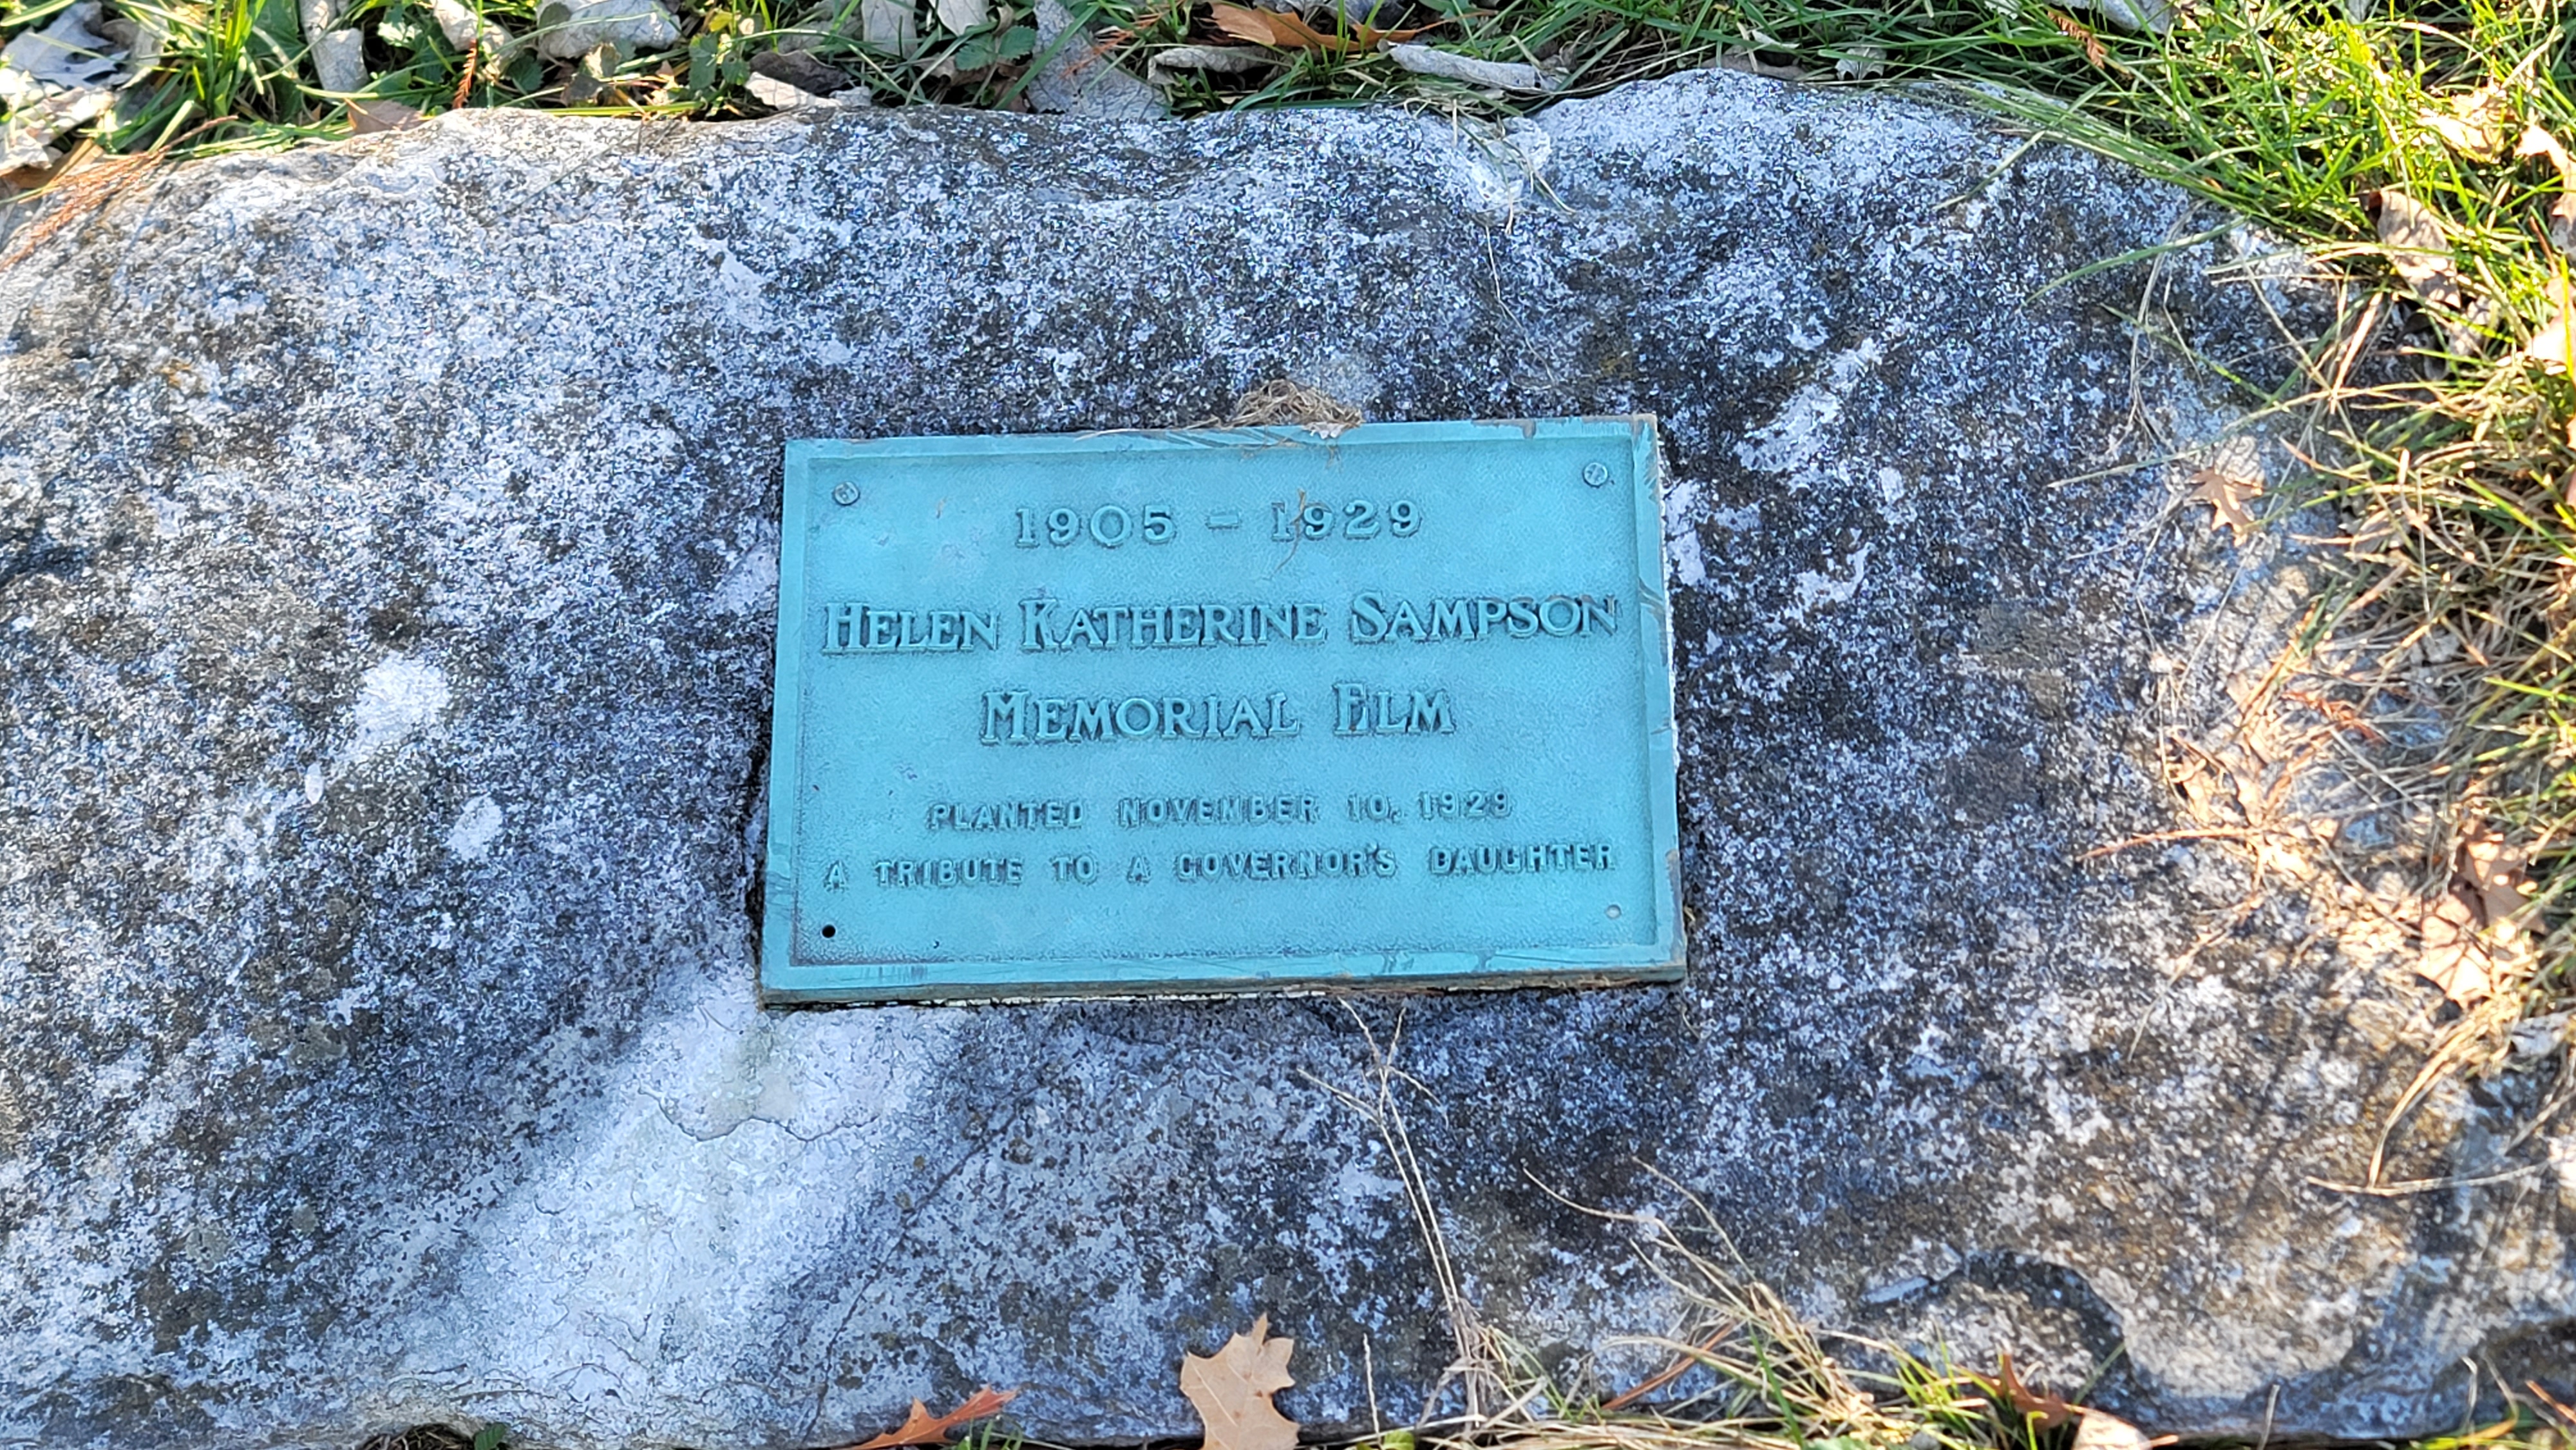 1905 - 1929
HELEN KATHERINE SAMPSON
MEMORIAL ELM
PLANTED NOVEMBER 10, 1929
A TRIBUTE TO A GOVERNOR'S DAUGHTER